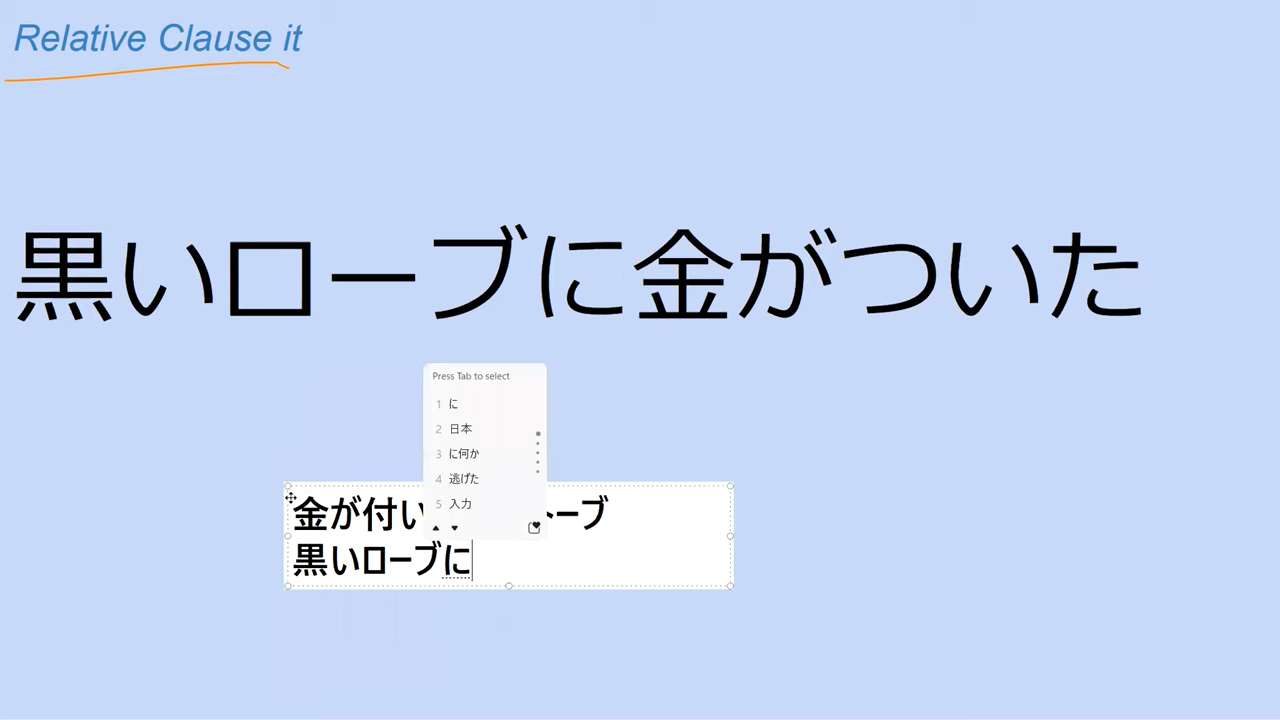 Relative Clause it
黒いローブに金がついた
Press Tab to select
1 に
2 日本
3 に何か
4 逃げた
5 入力
金が付い ーブ
黒いローブに